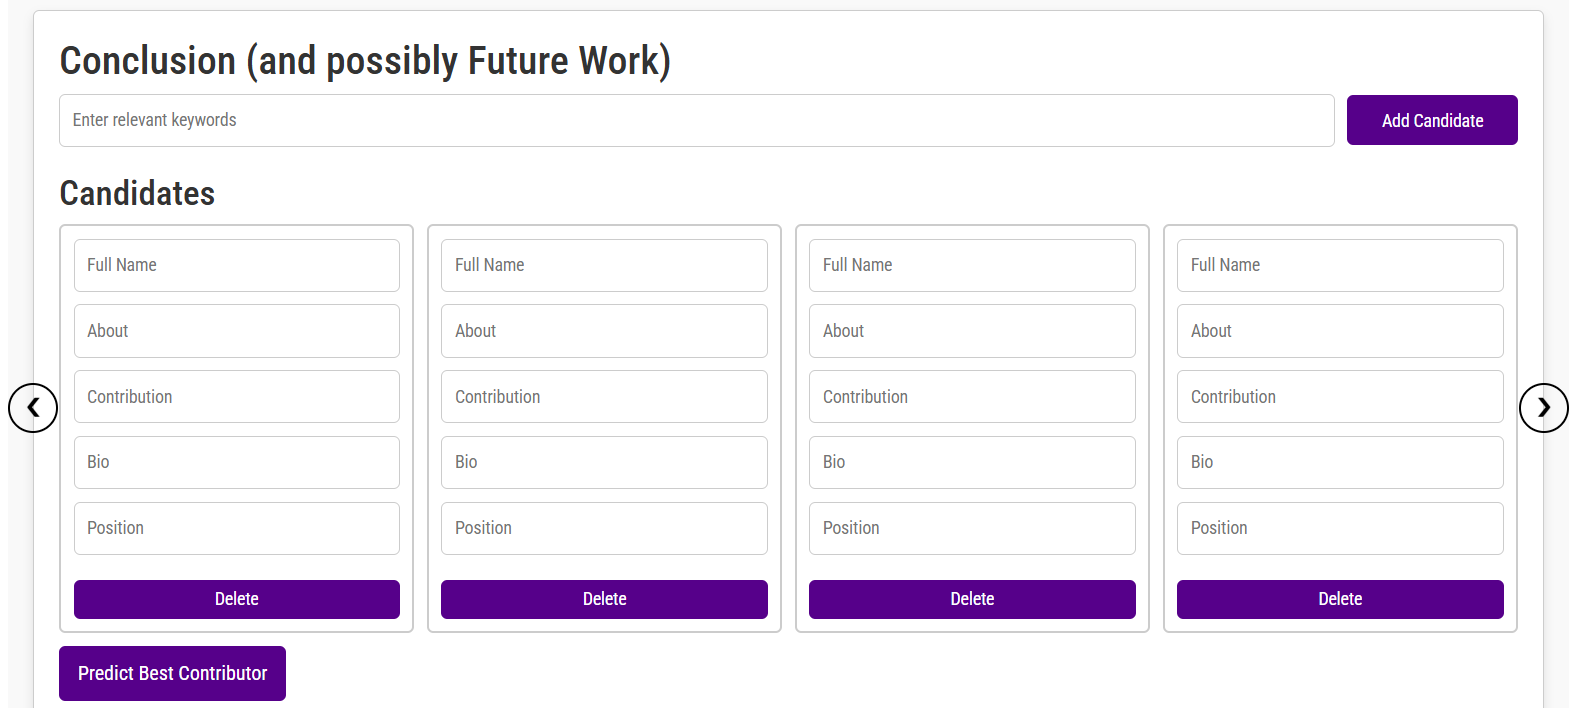 Conclusion (and possibly Future Work)
Enter relevant keywords
Add Candidate
Candidates
Full Name
About
Contribution
Bio
Position
Delete
Full Name
About
Contribution
Bio
Position
Delete
Full Name
About
Contribution
Bio
Position
Delete
Full Name
About
Contribution
Bio
Position
Delete
Predict Best Contributor